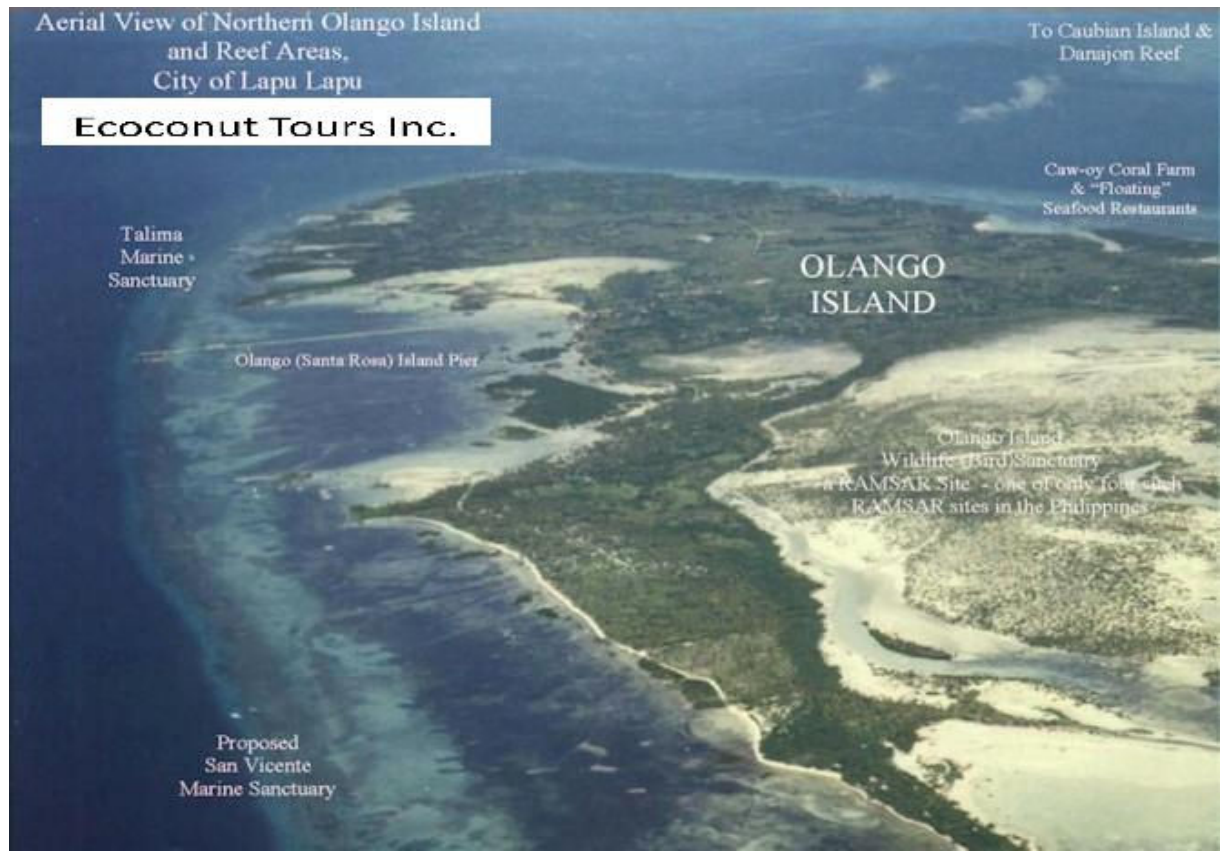 Aerial View of Northern Olango Island
and Reef Areas,
City of Lapu Lapu
Ecoconut Tours Inc.
To Caubian Island &
Danajon Reef
Caw-oy Coral Farm
& "Floating"
Seafood Restaurants
Talima
Marine
Sanctuary
OLANGO
ISLAND
Olango (Santa Rosa) Island Pier
Olango Island
Wildlife (Bird) Sanctuary
a RAMSAR Site - one of only four such
RAMSAR sites in the Philippines
Proposed
San Vicente
Marine Sanctuary